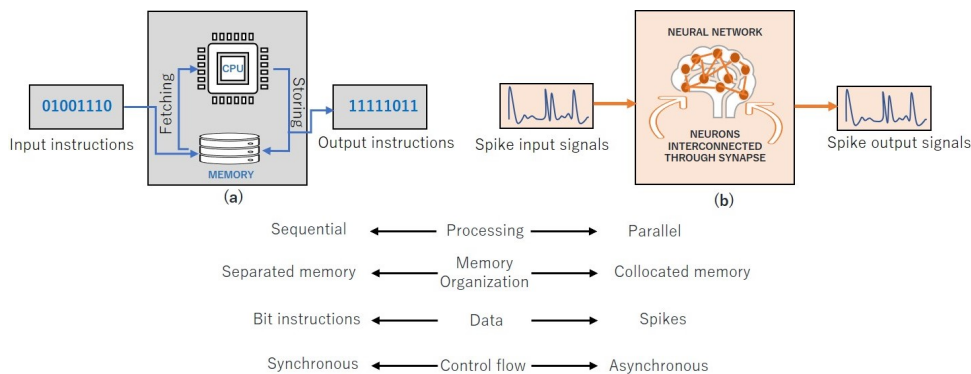 CPU
Fetching
Storing
01001110
11111011
Input instructions
Output instructions
MEMORY
(a)
NEURAL NETWORK
NEURONS
INTERCONNECTED
THROUGH SYNAPSE
Spike input signals
Spike output signals
(b)
Sequential Processing Parallel
Separated memory Memory Organization Collocated memory
Bit instructions Data Spikes
Synchronous Control flow Asynchronous